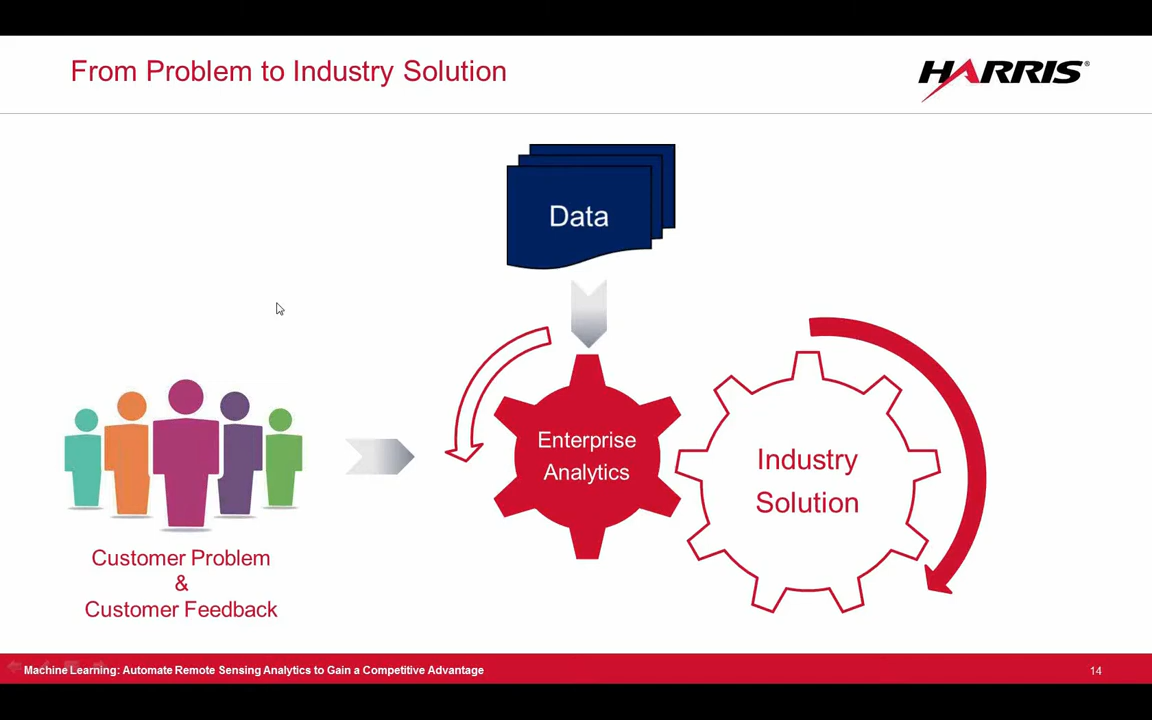 From Problem to Industry Solution
HARRIS®
Data
Enterprise
Analytics
Industry
Solution
Customer Problem
&
Customer Feedback
Machine Learning: Automate Remote Sensing Analytics to Gain a Competitive Advantage
14